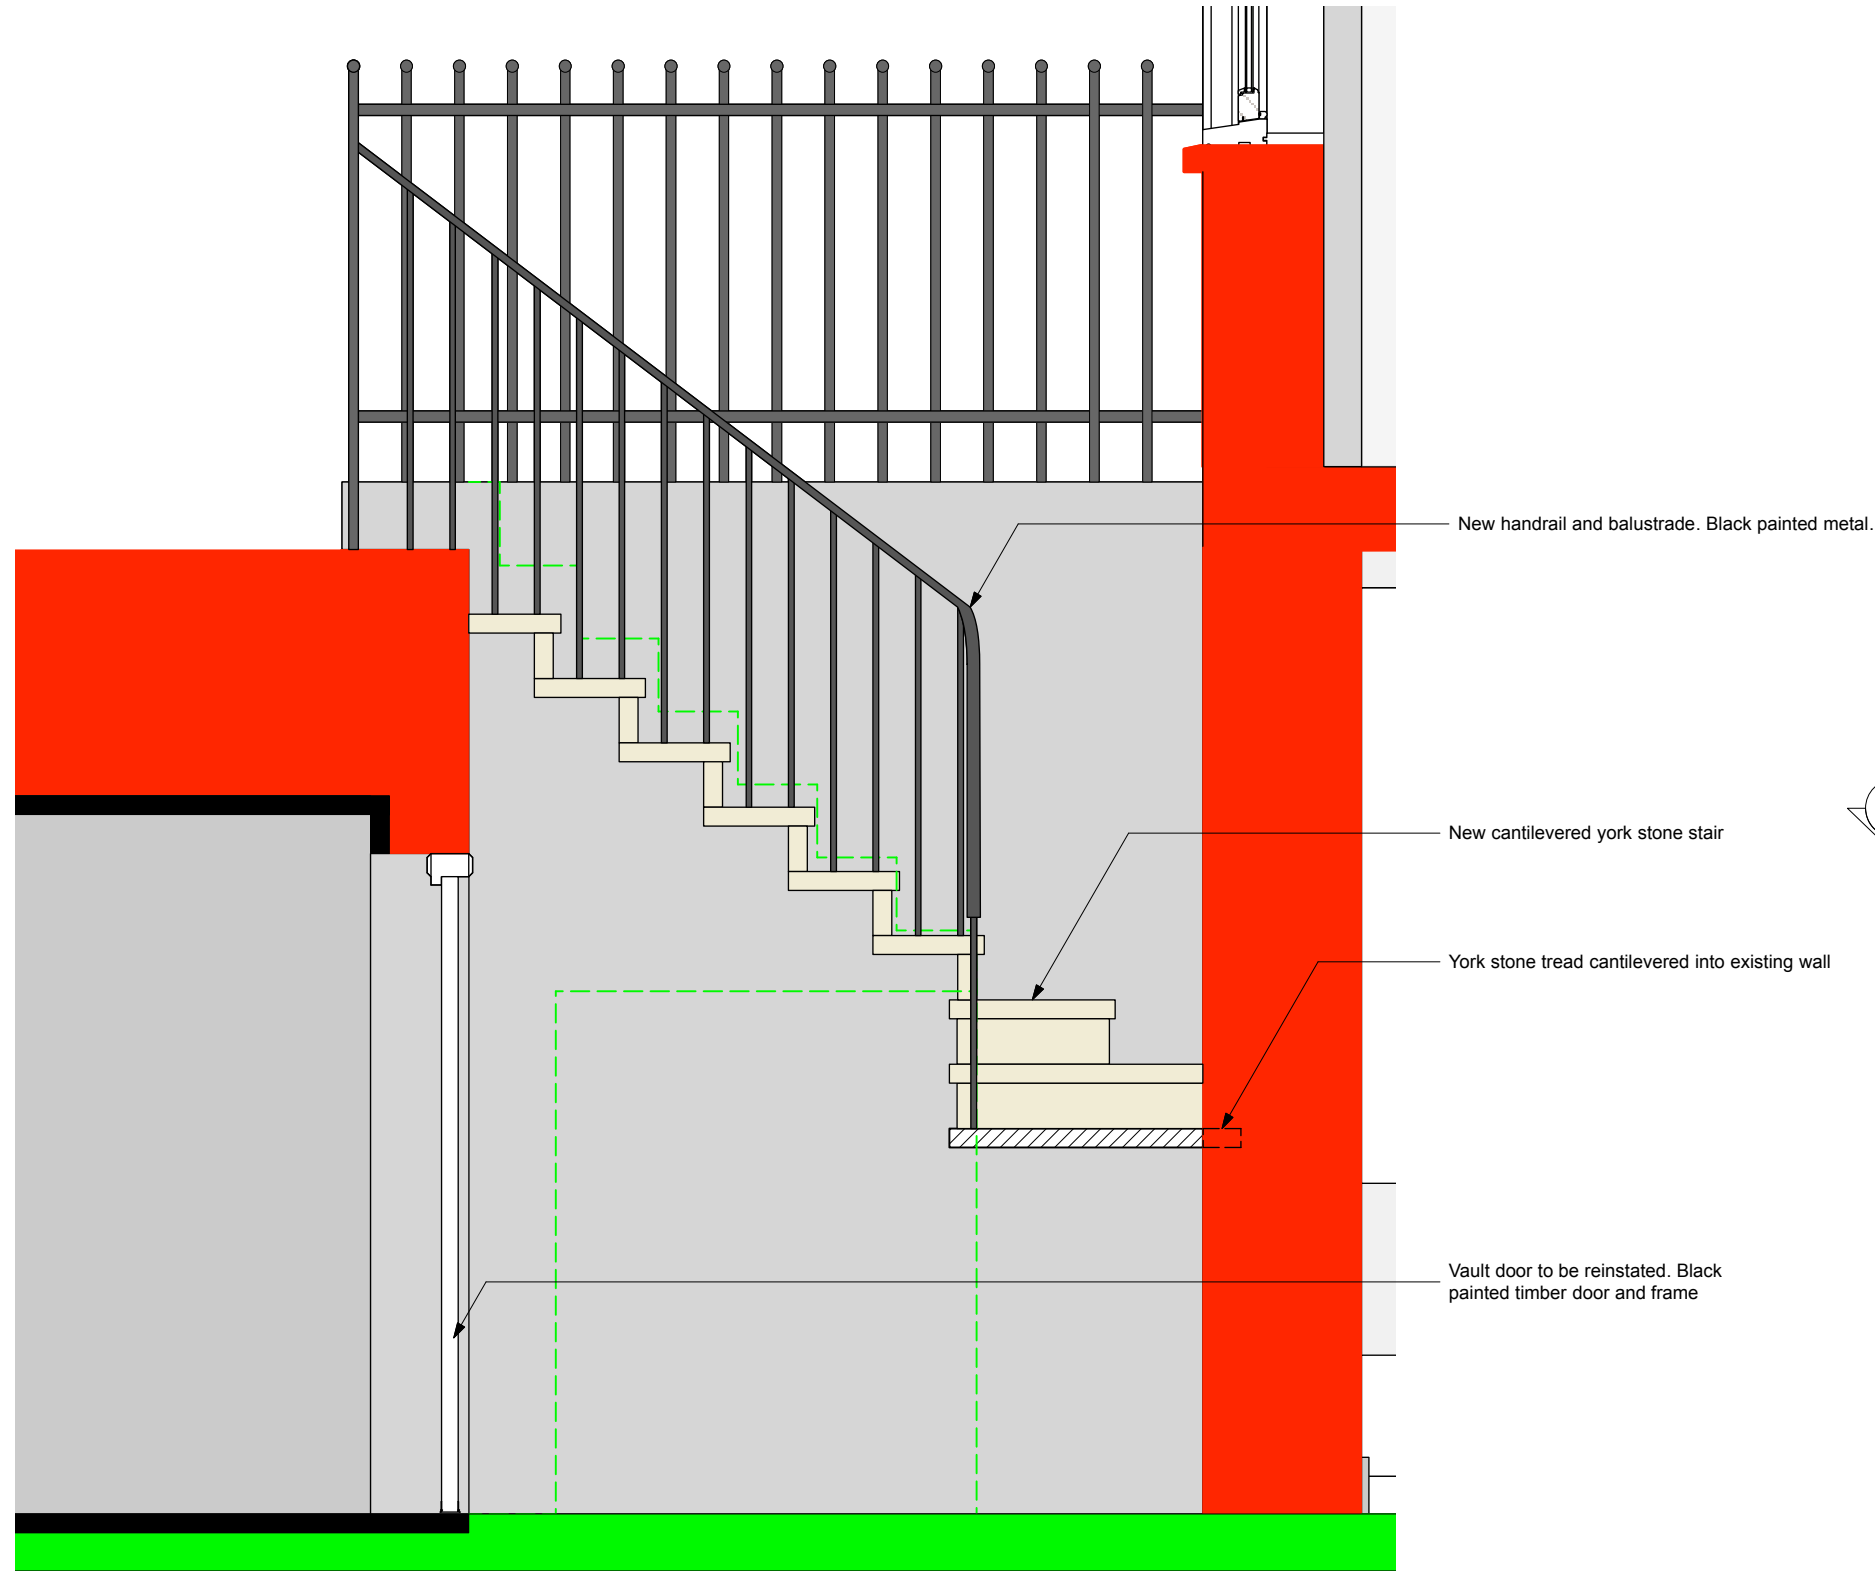 New handrail and balustrade. Black painted metal.
New cantilevered york stone stair
York stone tread cantilevered into existing wall
Vault door to be reinstated. Black
painted timber door and frame